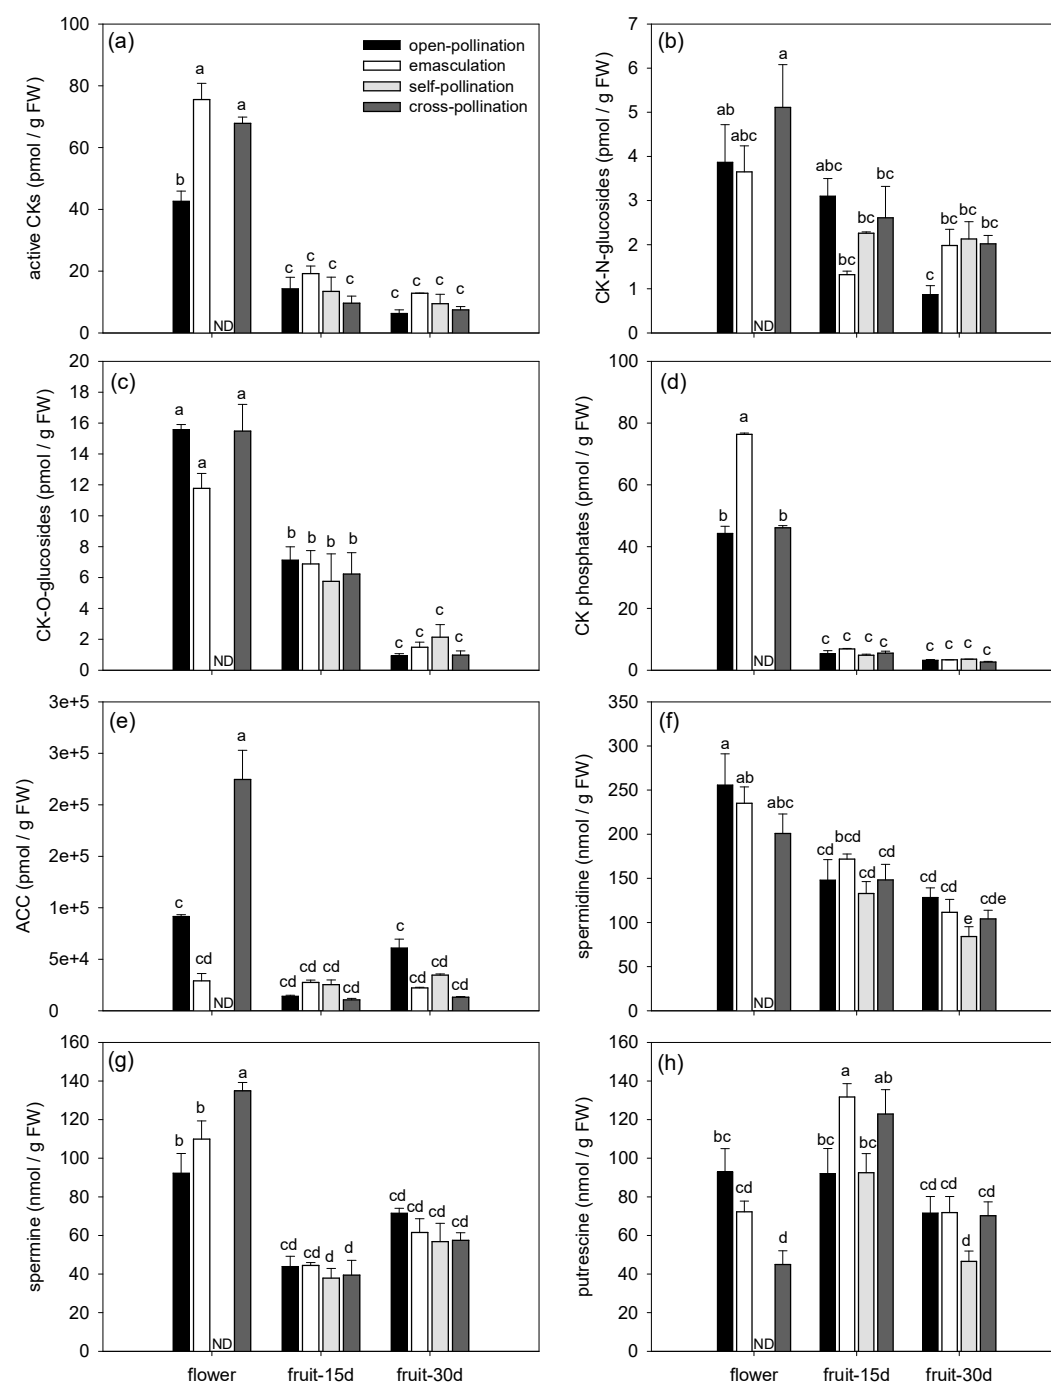 (a)
open-pollination
emasculation
self-pollination
cross-pollination
active CKs (pmol / g FW)
100
80
60
40
20
0
b
a
ND
a
c
c
c
c
c
c
c
c
(b)
CK-N-glucosides (pmol / g FW)
7
6
5
4
3
2
1
0
ab
abc
ND
a
abc
bc
bc
bc
c
bc
bc
bc
(c)
CK-O-glucosides (pmol / g FW)
20
18
16
14
12
10
8
6
4
2
0
a
a
ND
a
b
b
b
b
c
c
c
c
(d)
CK phosphates (pmol / g FW)
100
80
60
40
20
0
b
a
ND
b
c
c
c
c
c
c
c
c
(e)
ACC (pmol / g FW)
3e+5
3e+5
2e+5
2e+5
1e+5
5e+4
0
c
cd
ND
a
cd
cd
cd
cd
c
cd
cd
cd
(f)
spermidine (nmol / g FW)
350
300
250
200
150
100
50
0
a
ab
ND
abc
cd
bcd
cd
cd
cd
cd
e
cde
(g)
spermine (nmol / g FW)
160
140
120
100
80
60
40
20
0
b
b
ND
a
cd
cd
d
d
cd
cd
cd
cd
flower
fruit-15d
fruit-30d
(h)
putrescine (nmol / g FW)
160
140
120
100
80
60
40
20
0
bc
cd
ND
d
bc
a
bc
ab
cd
cd
d
cd
flower
fruit-15d
fruit-30d